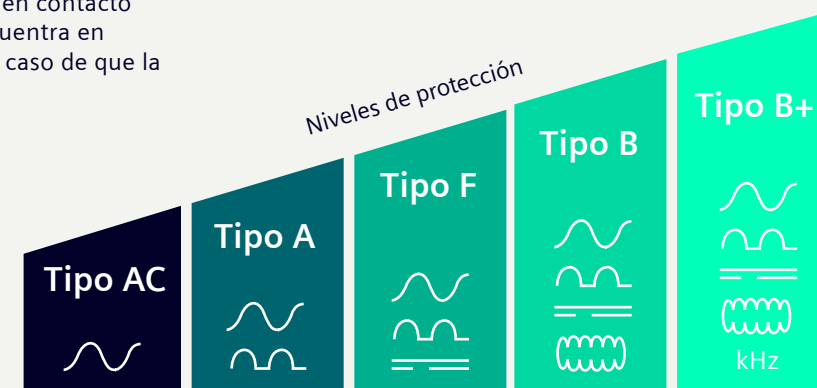 en contacto
uentra en
caso de que la
Niveles de protección
Tipo AC
Tipo A
Tipo F
Tipo B
Tipo B+
kHz